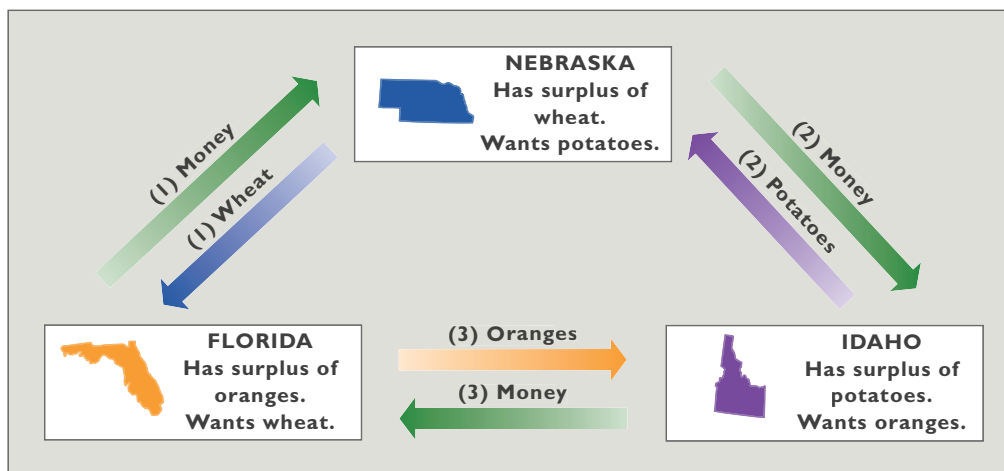 NEBRASKA
Has surplus of
wheat.
Wants potatoes.
(1) Money
(1) Wheat
(2) Money
(2) Potatoes
FLORIDA
Has surplus of
oranges.
Wants wheat.
(3) Oranges
(3) Money
IDAHO
Has surplus of
potatoes.
Wants oranges.